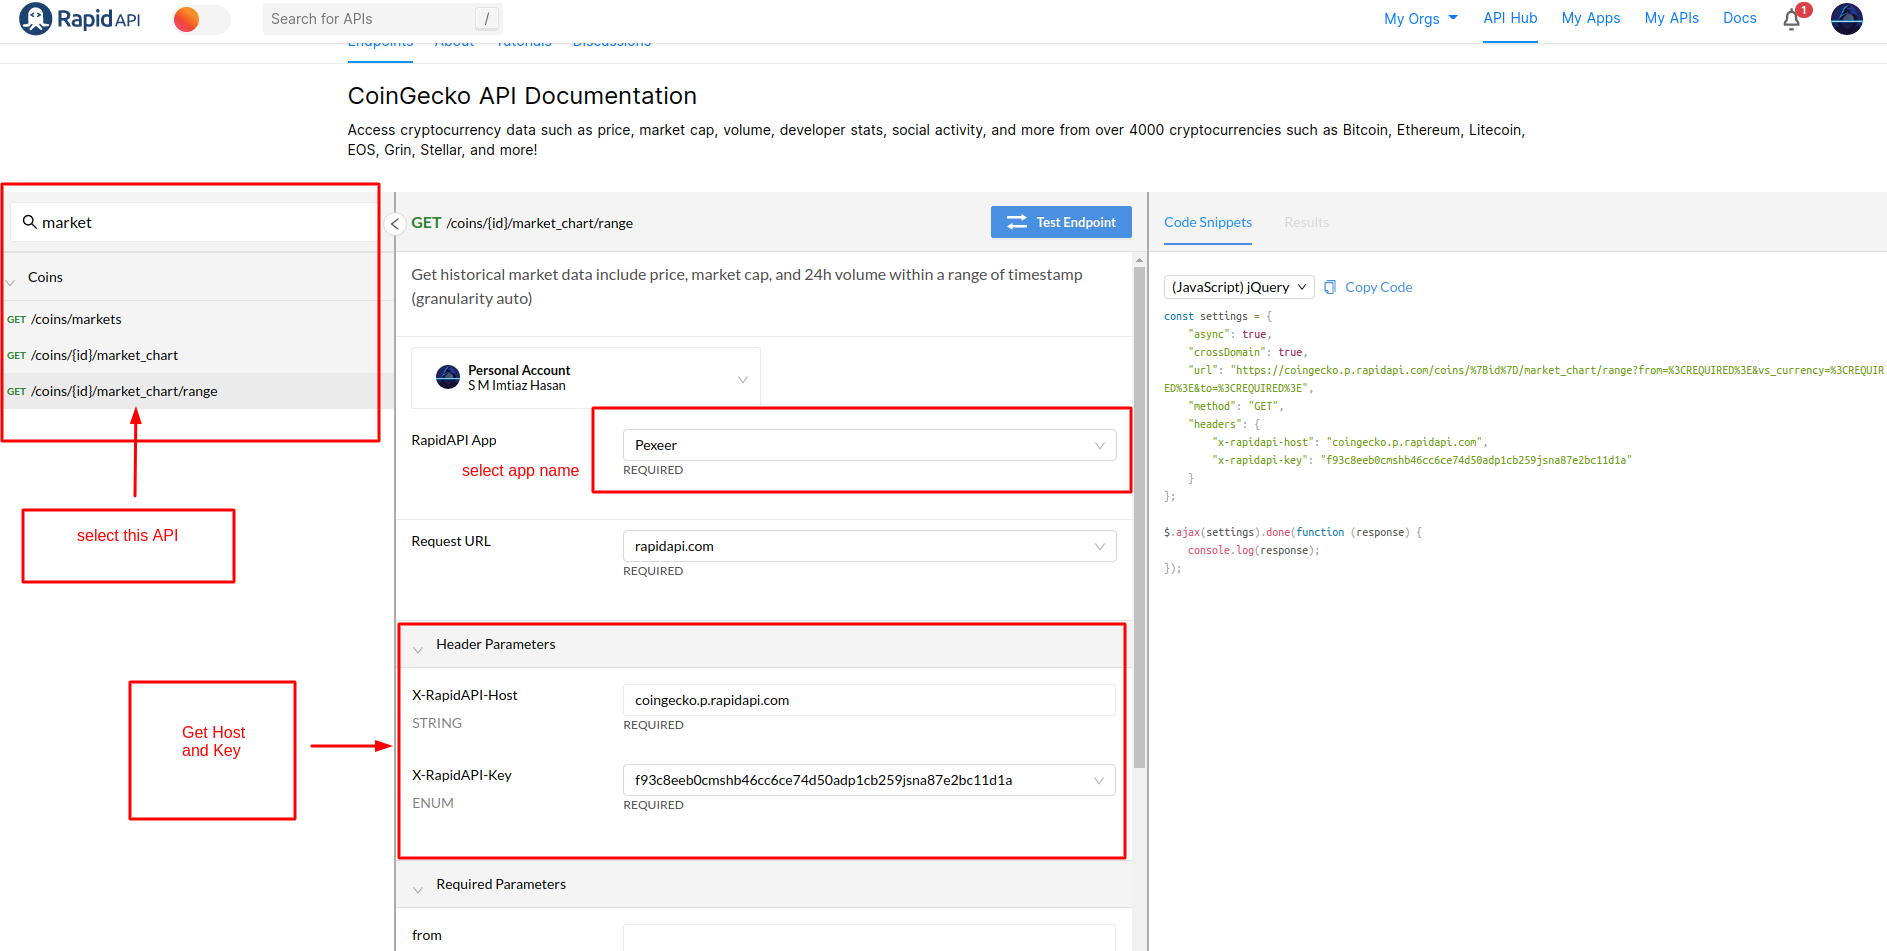 RapidAPI
Search for APIs
/
My Orgs
API Hub
My Apps
My APIs
Docs
1
Endpoints
About
Tutorials
Discussions
CoinGecko API Documentation
Access cryptocurrency data such as price, market cap, volume, developer stats, social activity, and more from over 4000 cryptocurrencies such as Bitcoin, Ethereum, Litecoin,
EOS, Grin, Stellar, and more!
market
Coins
GET /coins/markets
GET /coins/{id}/market_chart
GET /coins/{id}/market_chart/range
select this API
Get Host
and Key
GET /coins/{id}/market_chart/range
Test Endpoint
Get historical market data include price, market cap, and 24h volume within a range of timestamp
(granularity auto)
Personal Account
S M Imtiaz Hasan
RapidAPI App
select app name
Pexeer
REQUIRED
Request URL
rapidapi.com
REQUIRED
Header Parameters
X-RapidAPI-Host
STRING
coingecko.p.rapidapi.com
REQUIRED
X-RapidAPI-Key
ENUM
f93c8eeb0cmshb46cc6ce74d50adp1cb259jsna87e2bc11d1a
REQUIRED
Required Parameters
from
Code Snippets
Results
(JavaScript) jQuery
Copy Code
const settings = {
"async": true,
"crossDomain": true,
"url": "https://coingecko.p.rapidapi.com/coins/%7Bid%7D/market_chart/range?from=%3CREQUIRED%3E&vs_currency=%3CREQUIR
ED%3E&to=%3CREQUIRED%3E",
"method": "GET",
"headers": {
"x-rapidapi-host": "coingecko.p.rapidapi.com",
"x-rapidapi-key": "f93c8eeb0cmshb46cc6ce74d50adp1cb259jsna87e2bc11d1a"
}
};
$.ajax(settings).done(function (response) {
console.log(response);
});